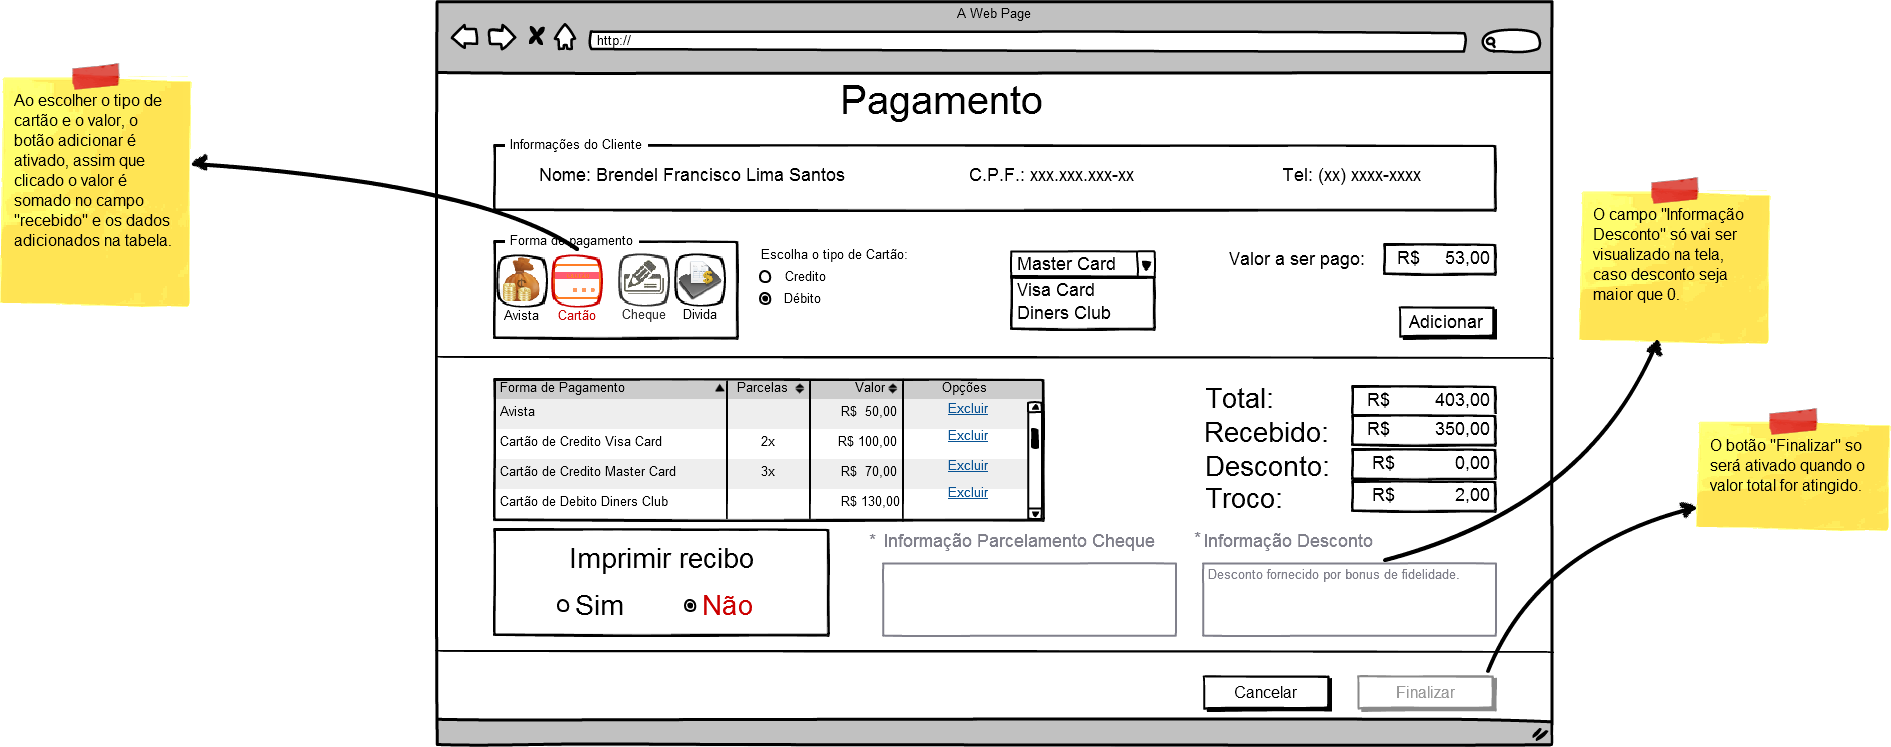 A Web Page
http://
Pagamento
Informações do Cliente
Nome: Brendel Francisco Lima Santos C.P.F.: xxx.xxx.xxx-xx Tel: (xx) xxxx-xxxx
Forma de pagamento
Avista Cartão Cheque Divida
Escolha o tipo de Cartão:
Credito
Débito
Master Card
Visa Card
Diners Club
Valor a ser pago: R$ 53,00
Adicionar
Forma de Pagamento Parcelas Valor Opções
Avista R$ 50,00 Excluir
Cartão de Credito Visa Card 2x R$ 100,00 Excluir
Cartão de Credito Master Card 3x R$ 70,00 Excluir
Cartão de Debito Diners Club R$ 130,00 Excluir
Total: R$ 403,00
Recebido: R$ 350,00
Desconto: R$ 0,00
Troco: R$ 2,00
Imprimir recibo
Sim Não
* Informação Parcelamento Cheque
* Informação Desconto
Desconto fornecido por bonus de fidelidade.
Cancelar Finalizar
Ao escolher o tipo de
cartão e o valor, o
botão adicionar é
ativado, assim que
clicado o valor é
somado no campo
"recebido" e os dados
adicionados na tabela.
O campo "Informação
Desconto" só vai ser
visualizado na tela,
caso desconto seja
maior que 0.
O botão "Finalizar" so
será ativado quando o
valor total for atingido.